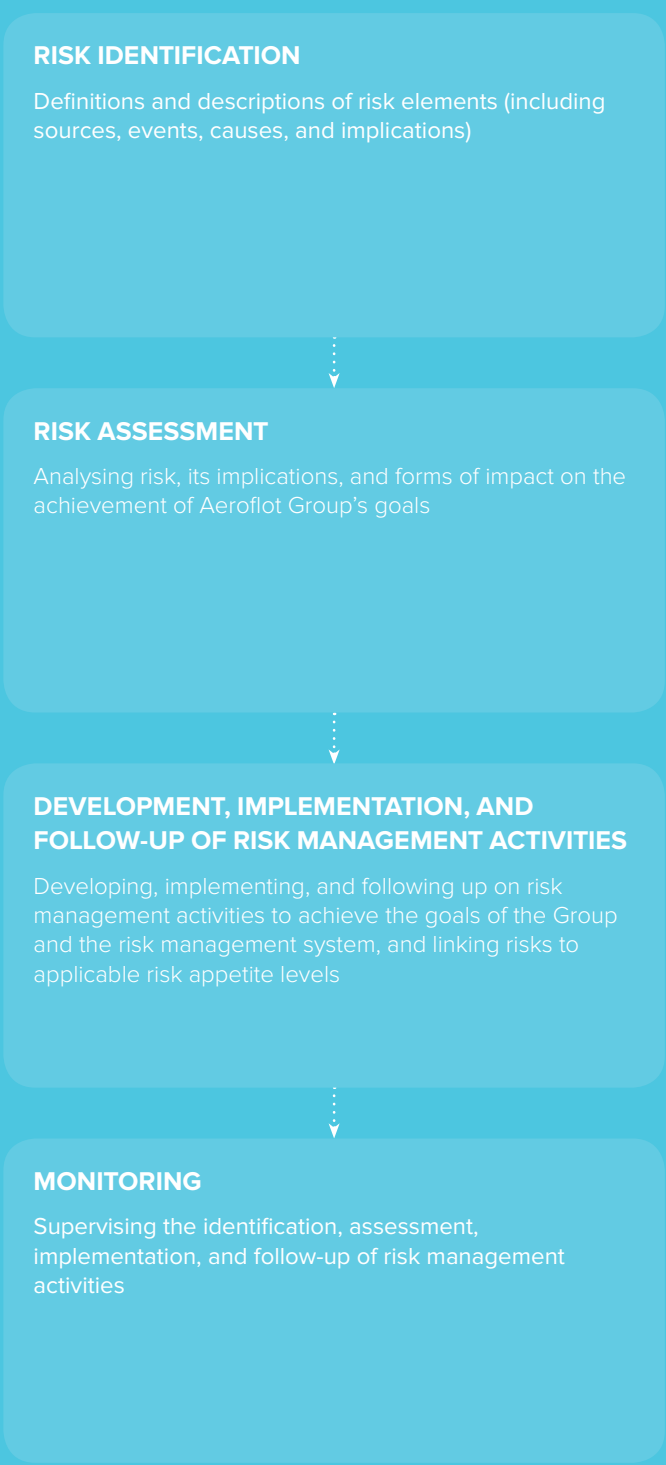 RISK IDENTIFICATION
Definitions and descriptions of risk elements (including
sources, events, causes, and implications)
RISK ASSESSMENT
Analysing risk, its implications, and forms of impact on the
achievement of Aeroflot Group’s goals
DEVELOPMENT, IMPLEMENTATION, AND
FOLLOW-UP OF RISK MANAGEMENT ACTIVITIES
Developing, implementing, and following up on risk
management activities to achieve the goals of the Group
and the risk management system, and linking risks to
applicable risk appetite levels
MONITORING
Supervising the identification, assessment,
implementation, and follow-up of risk management
activities